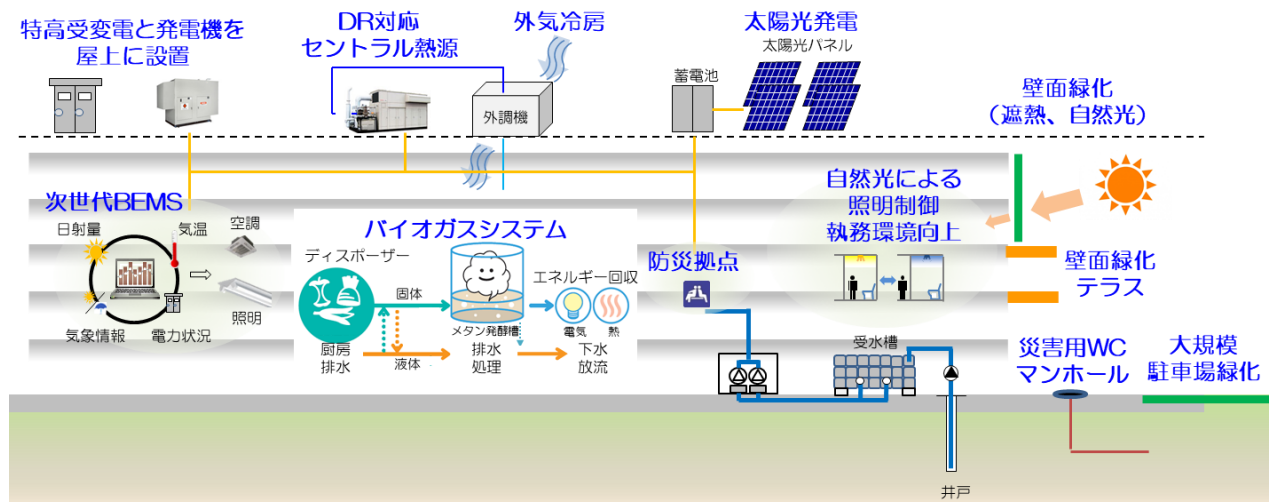 特高受変電と発電機を
屋上に設置
DR対応
セントラル熱源
外気冷房
外調機
太陽光発電
太陽光パネル
蓄電池
壁面緑化
（遮熱、自然光）
次世代BEMS
日射量
気温
空調
照明
気象情報
電力状況
バイオガスシステム
ディスポーザー
固体
メタン発酵槽
エネルギー回収
電気
熱
厨房
排水
液体
排水
処理
下水
放流
防災拠点
自然光による
照明制御
執務環境向上
壁面緑化
テラス
受水槽
井戸
災害用WC
マンホール
大規模
駐車場緑化